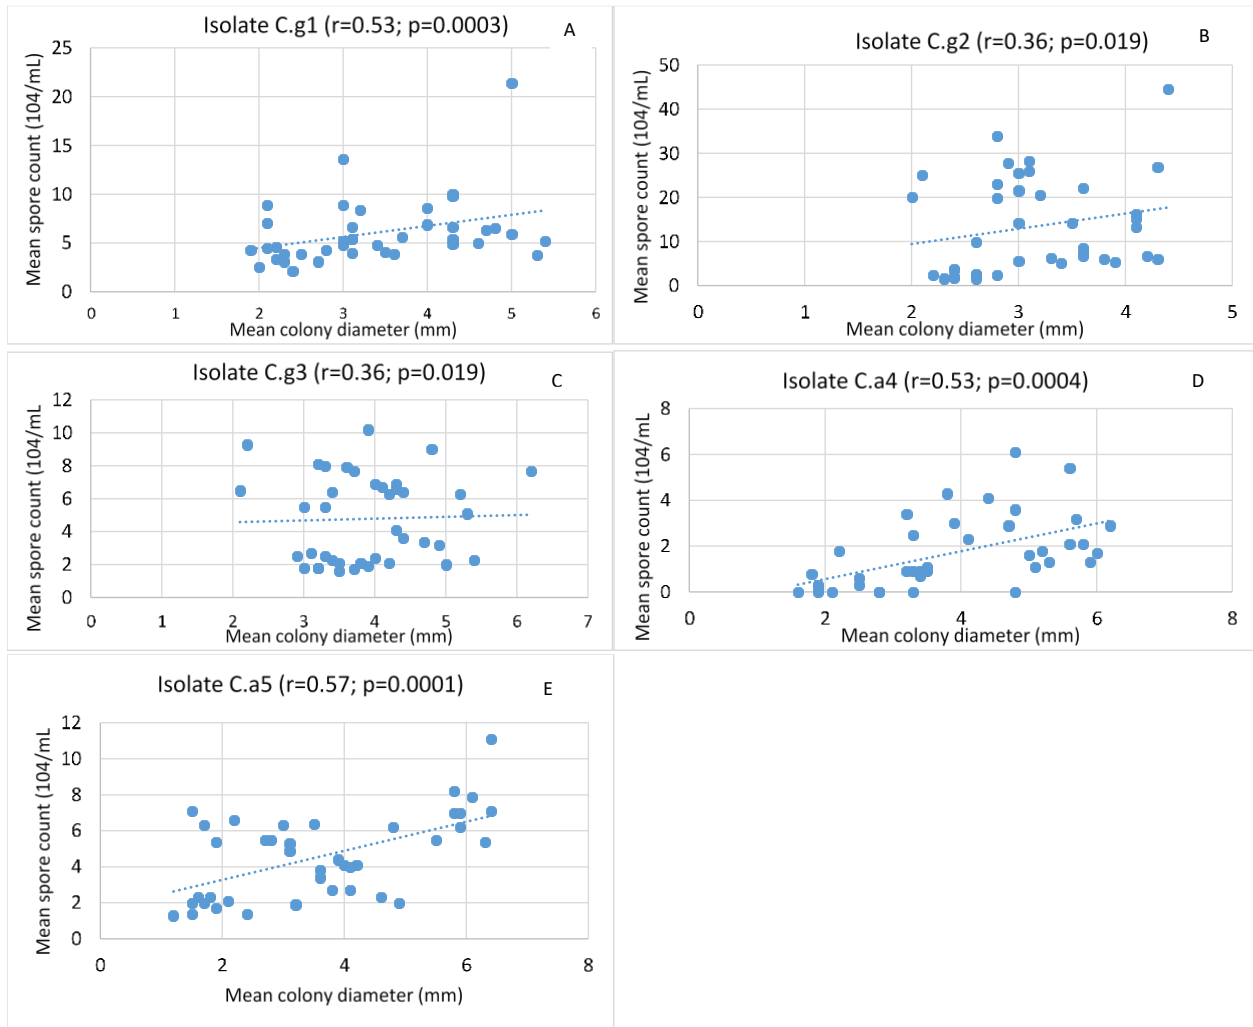 Isolate C.g1 (r=0.53; p=0.0003)
A
Mean spore count (104/mL)
25
20
15
10
5
0
0 1 2 3 4 5 6
Mean colony diameter (mm)
Isolate C.g2 (r=0.36; p=0.019)
B
Mean spore count (104/mL)
50
40
30
20
10
0
0 1 2 3 4 5
Mean colony diameter (mm)
Isolate C.g3 (r=0.36; p=0.019)
C
Mean spore count (104/mL
12
10
8
6
4
2
0
0 1 2 3 4 5 6 7
Mean colony diameter (mm)
Isolate C.a4 (r=0.53; p=0.0004)
D
Mean spore count (104/mL
8
6
4
2
0
0 2 4 6 8
Mean colony diameter (mm)
Isolate C.a5 (r=0.57; p=0.0001)
E
Mean spore count (104/mL
12
10
8
6
4
2
0
0 2 4 6 8
Mean colony diameter (mm)